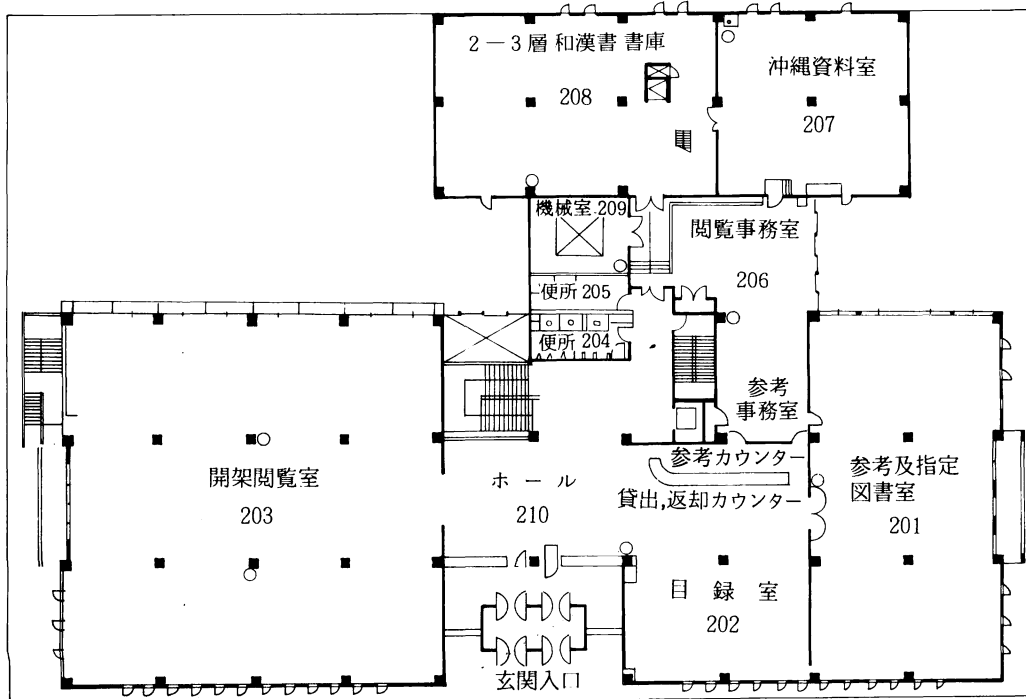 2－3層 和漢書 書庫
208
沖縄資料室
207
機械室 209
閲覧事務室
206
便所 205
便所 204
参考
事務室
開架閲覧室
203
ホール
210
参考カウンター
貸出,返却カウンター
参考及指定
図書室
201
目録室
202
玄関入口